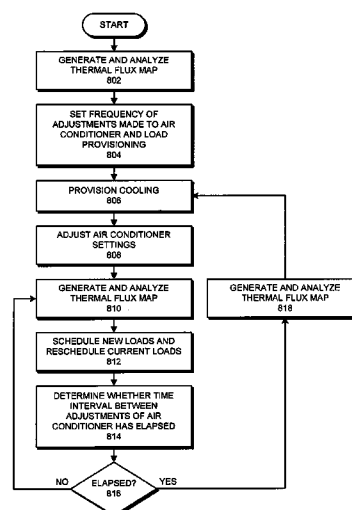 START
GENERATE AND ANALYZE
THERMAL FLUX MAP
802
SET FREQUENCY OF
ADJUSTMENTS MADE TO AIR
CONDITIONER AND LOAD
PROVISIONING
804
PROVISION COOLING
806
ADJUST AIR CONDITIONER
SETTINGS
808
GENERATE AND ANALYZE
THERMAL FLUX MAP
810
GENERATE AND ANALYZE
THERMAL FLUX MAP
818
SCHEDULE NEW LOADS AND
RESCHEDULE CURRENT LOADS
812
DETERMINE WHETHER TIME
INTERVAL BETWEEN
ADJUSTMENTS OF AIR
CONDITIONER HAS ELAPSED
814
NO
ELAPSED?
816
YES